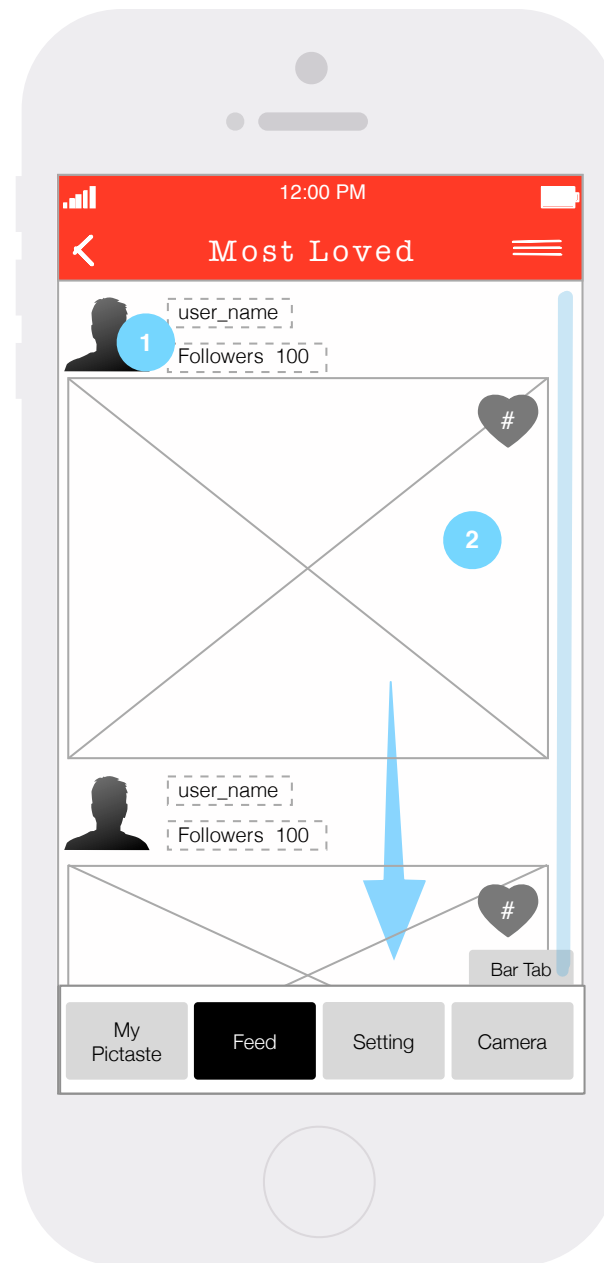 12:00 PM
Most Loved
user_name
1
Followers 100
#
2
user_name
Followers 100
#
Bar Tab
My
Pictaste
Feed
Setting
Camera